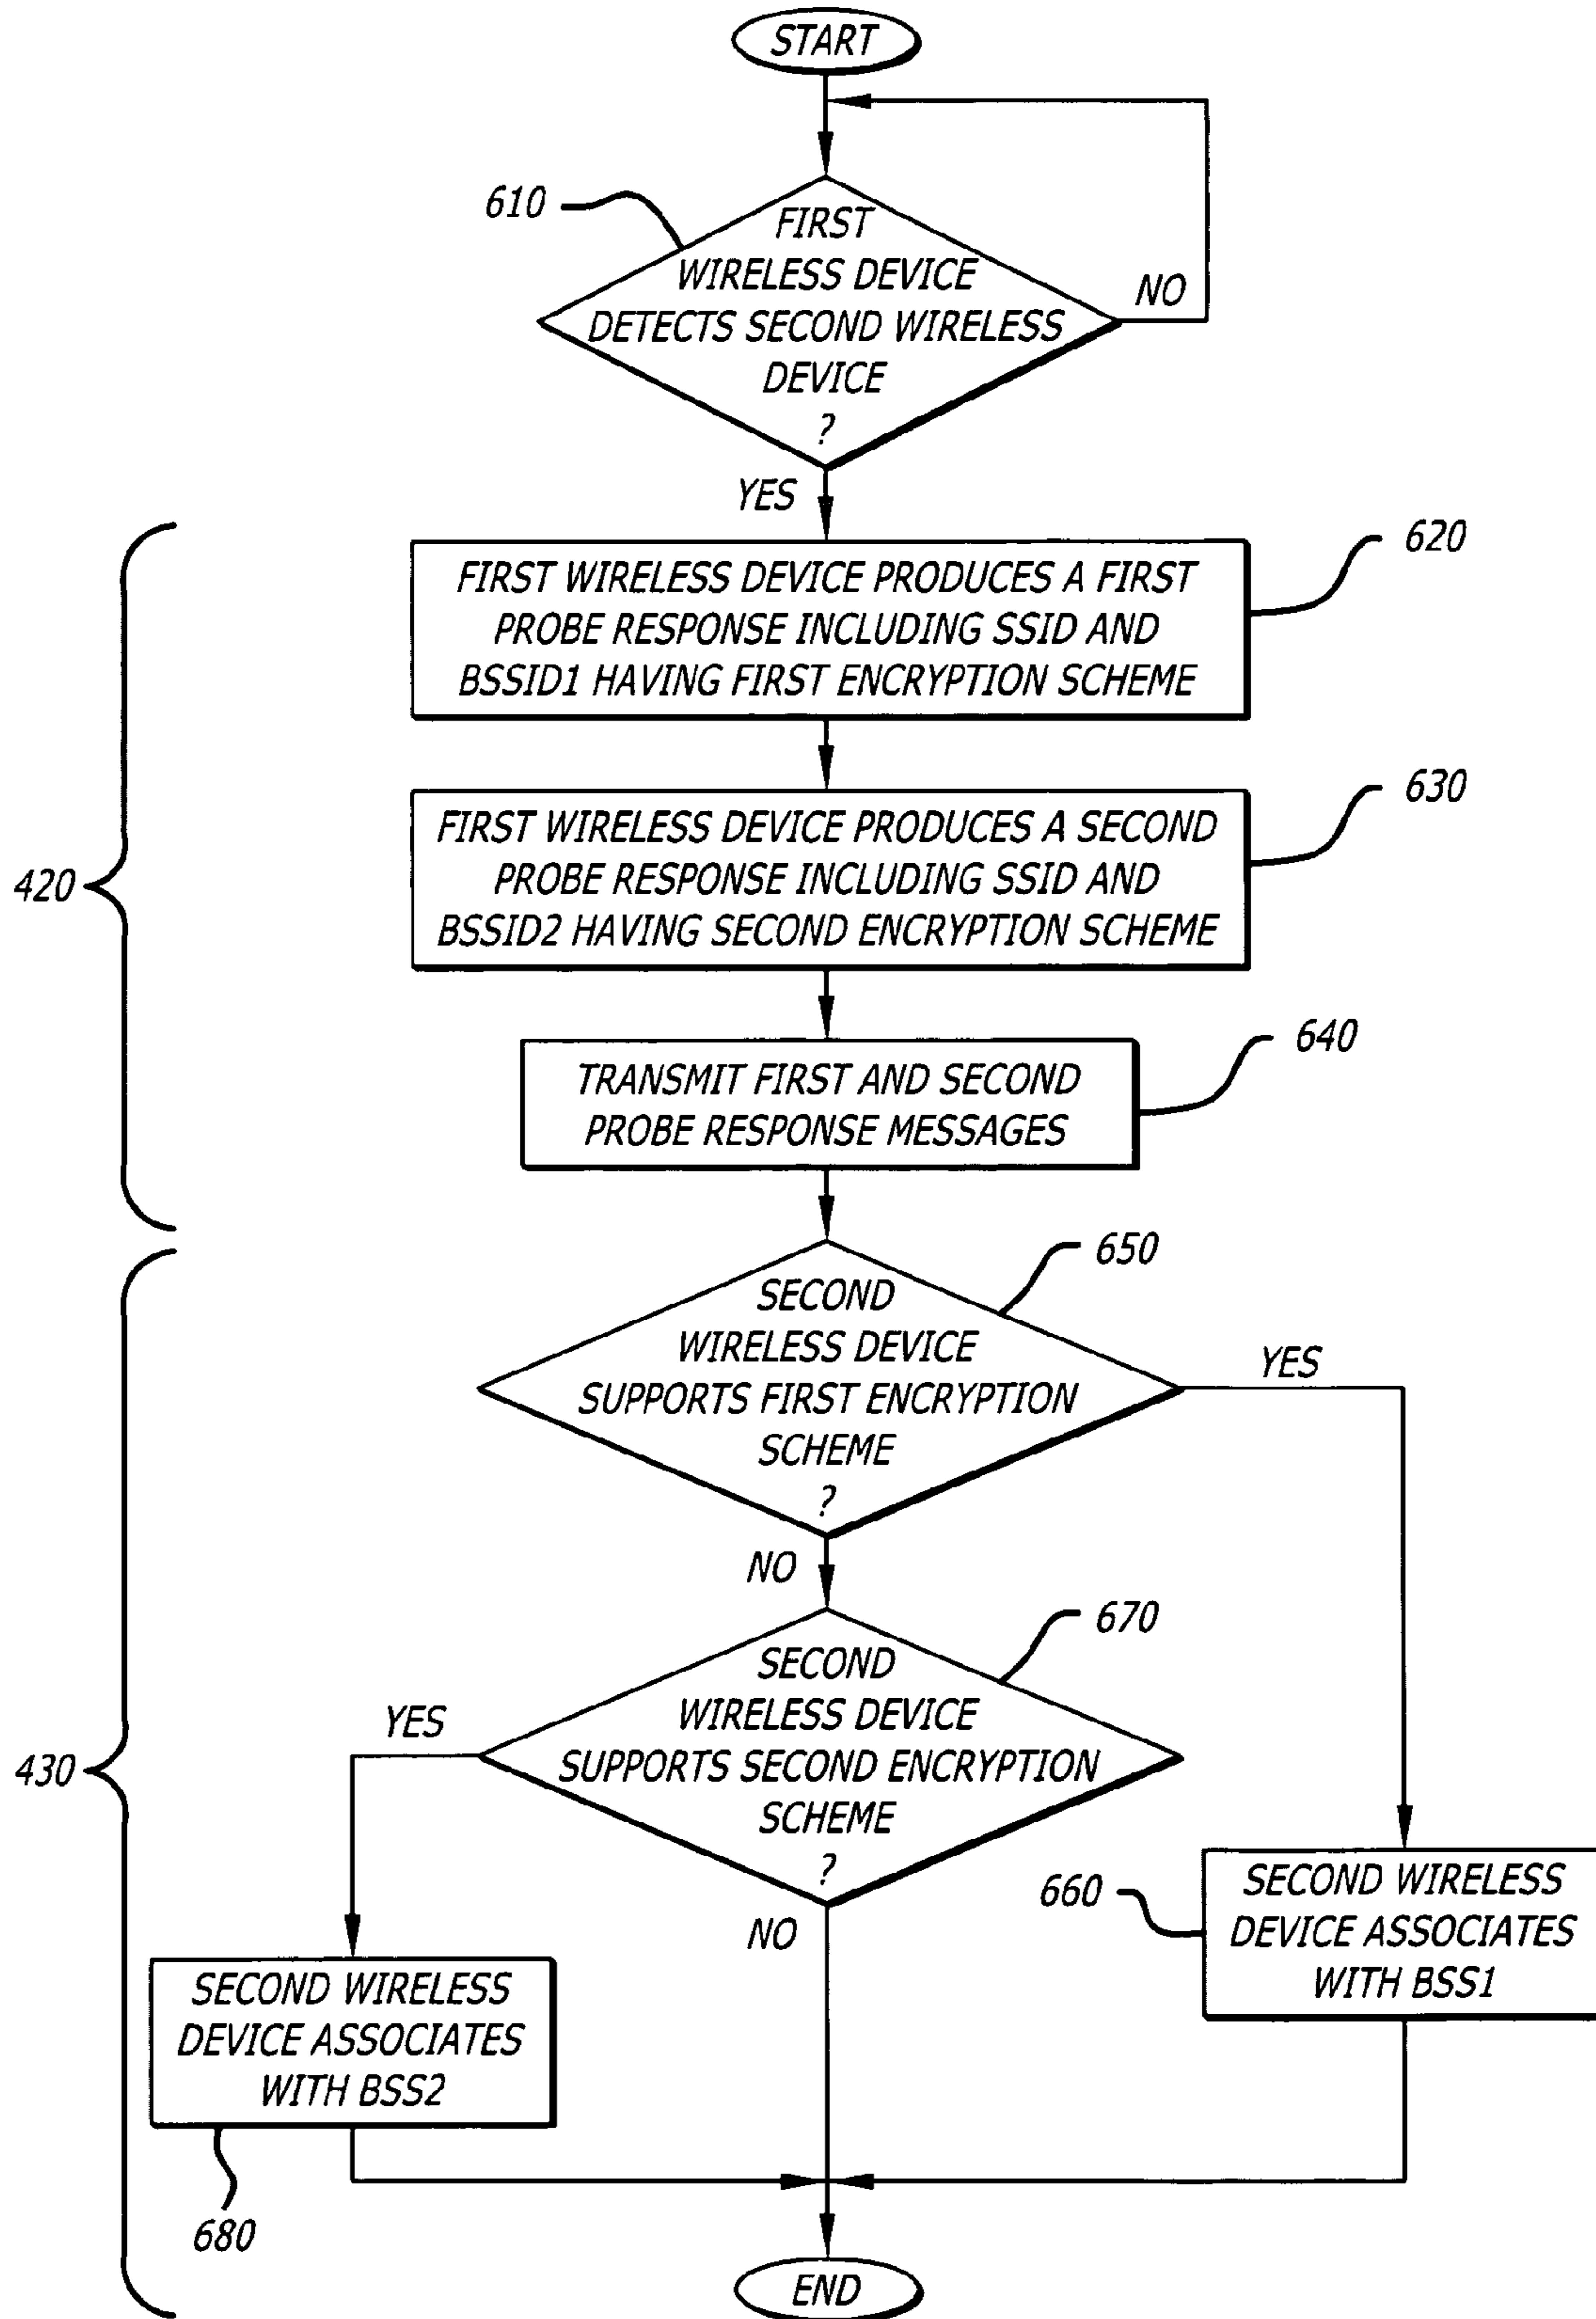 START
610
FIRST
WIRELESS DEVICE
DETECTS SECOND WIRELESS
DEVICE
?
NO
YES
420
620
FIRST WIRELESS DEVICE PRODUCES A FIRST
PROBE RESPONSE INCLUDING SSID AND
BSSID1 HAVING FIRST ENCRYPTION SCHEME
630
FIRST WIRELESS DEVICE PRODUCES A SECOND
PROBE RESPONSE INCLUDING SSID AND
BSSID2 HAVING SECOND ENCRYPTION SCHEME
640
TRANSMIT FIRST AND SECOND
PROBE RESPONSE MESSAGES
430
650
SECOND
WIRELESS DEVICE
SUPPORTS FIRST ENCRYPTION
SCHEME
?
YES
NO
670
SECOND
WIRELESS DEVICE
SUPPORTS SECOND ENCRYPTION
SCHEME
?
YES
NO
660
SECOND WIRELESS
DEVICE ASSOCIATES
WITH BSS1
SECOND WIRELESS
DEVICE ASSOCIATES
WITH BSS2
680
END